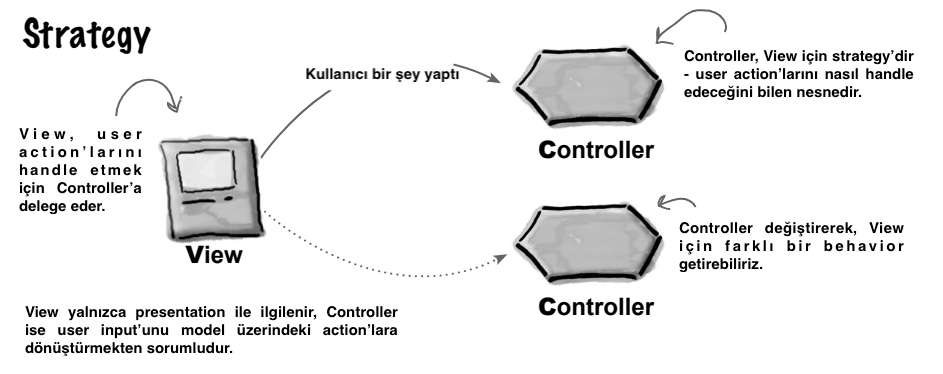 Strategy
Kullanıcı bir şey yaptı
Controller, View için strategy’dir
- user action’larını nasıl handle
edeceğini bilen nesnedir.
View, user
action’larını
handle etmek
için Controller’a
delege eder.
Controller
View
Controller değiştirerek, View
için farklı bir behavior
getirebiliriz.
Controller
View yalnızca presentation ile ilgilenir, Controller
ise user input’unu model üzerindeki action’lara
dönüştürmekten sorumludur.